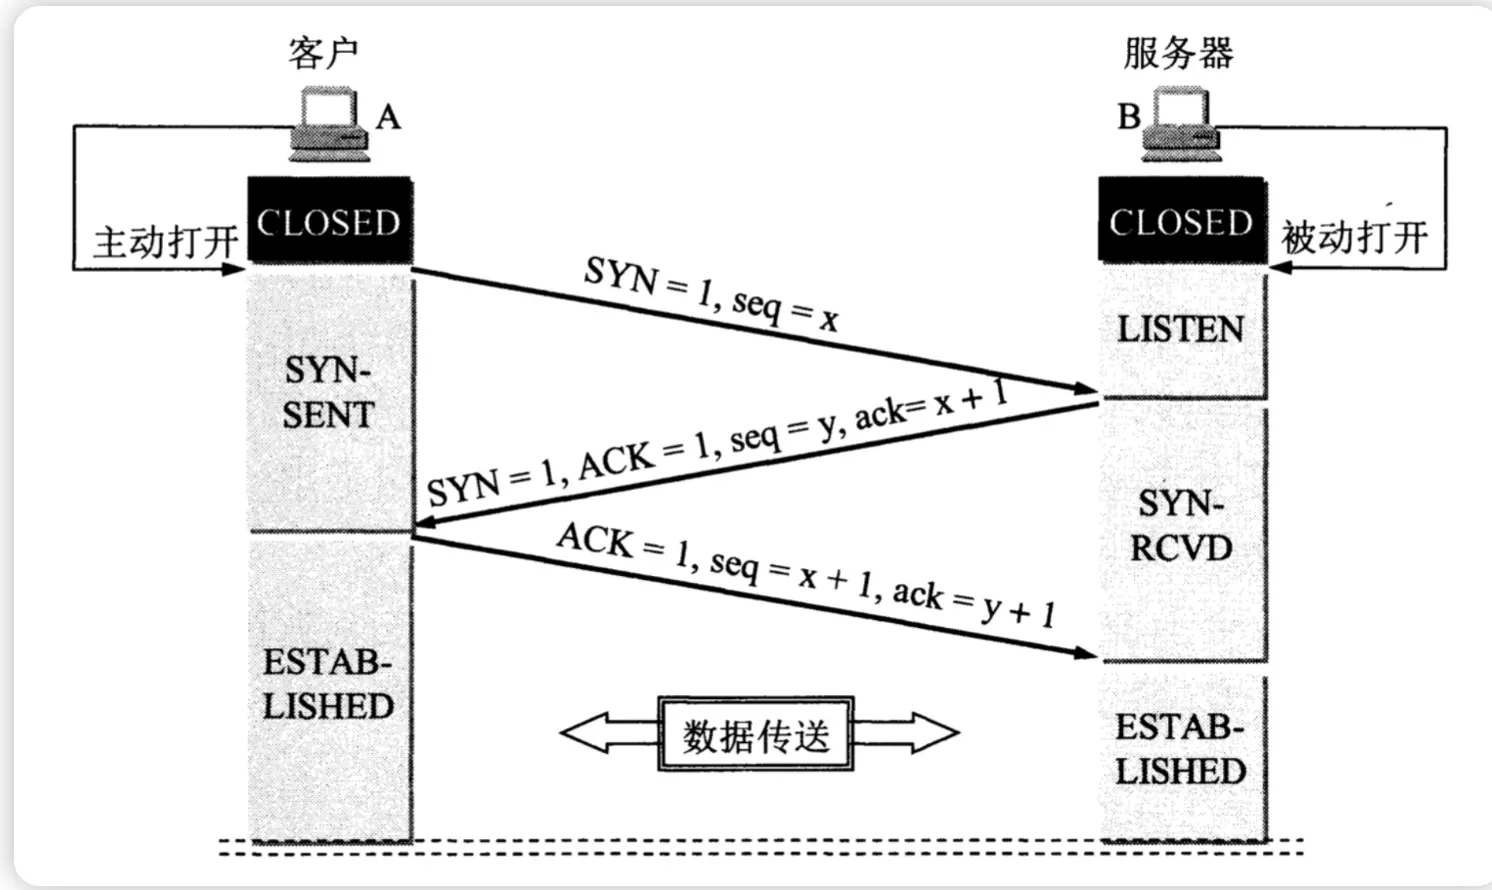 客户
服务器
A
B
CLOSED
CLOSED
主动打开
被动打开
SYN = 1, seq = x
LISTEN
SYN-
SENT
SYN = 1, ACK = 1, seq = y, ack= x + 1
SYN-
RCVD
ACK = 1, seq = x + 1, ack = y + 1
ESTAB-
LISHED
数据传送
ESTAB-
LISHED